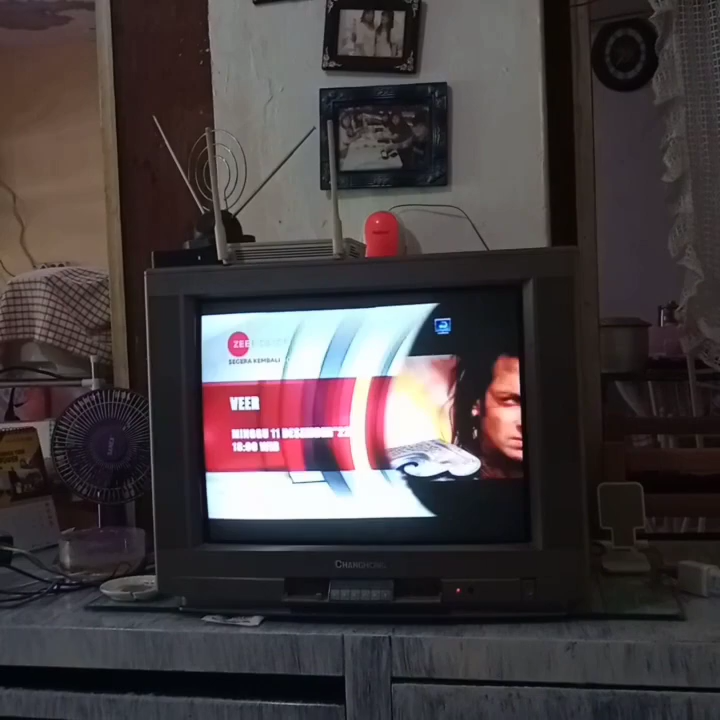 ZEE
SEGERA KEMBALI
VEER
MINGGU 11 DESEMBER '22
18:00 WIB
CHANGHONG